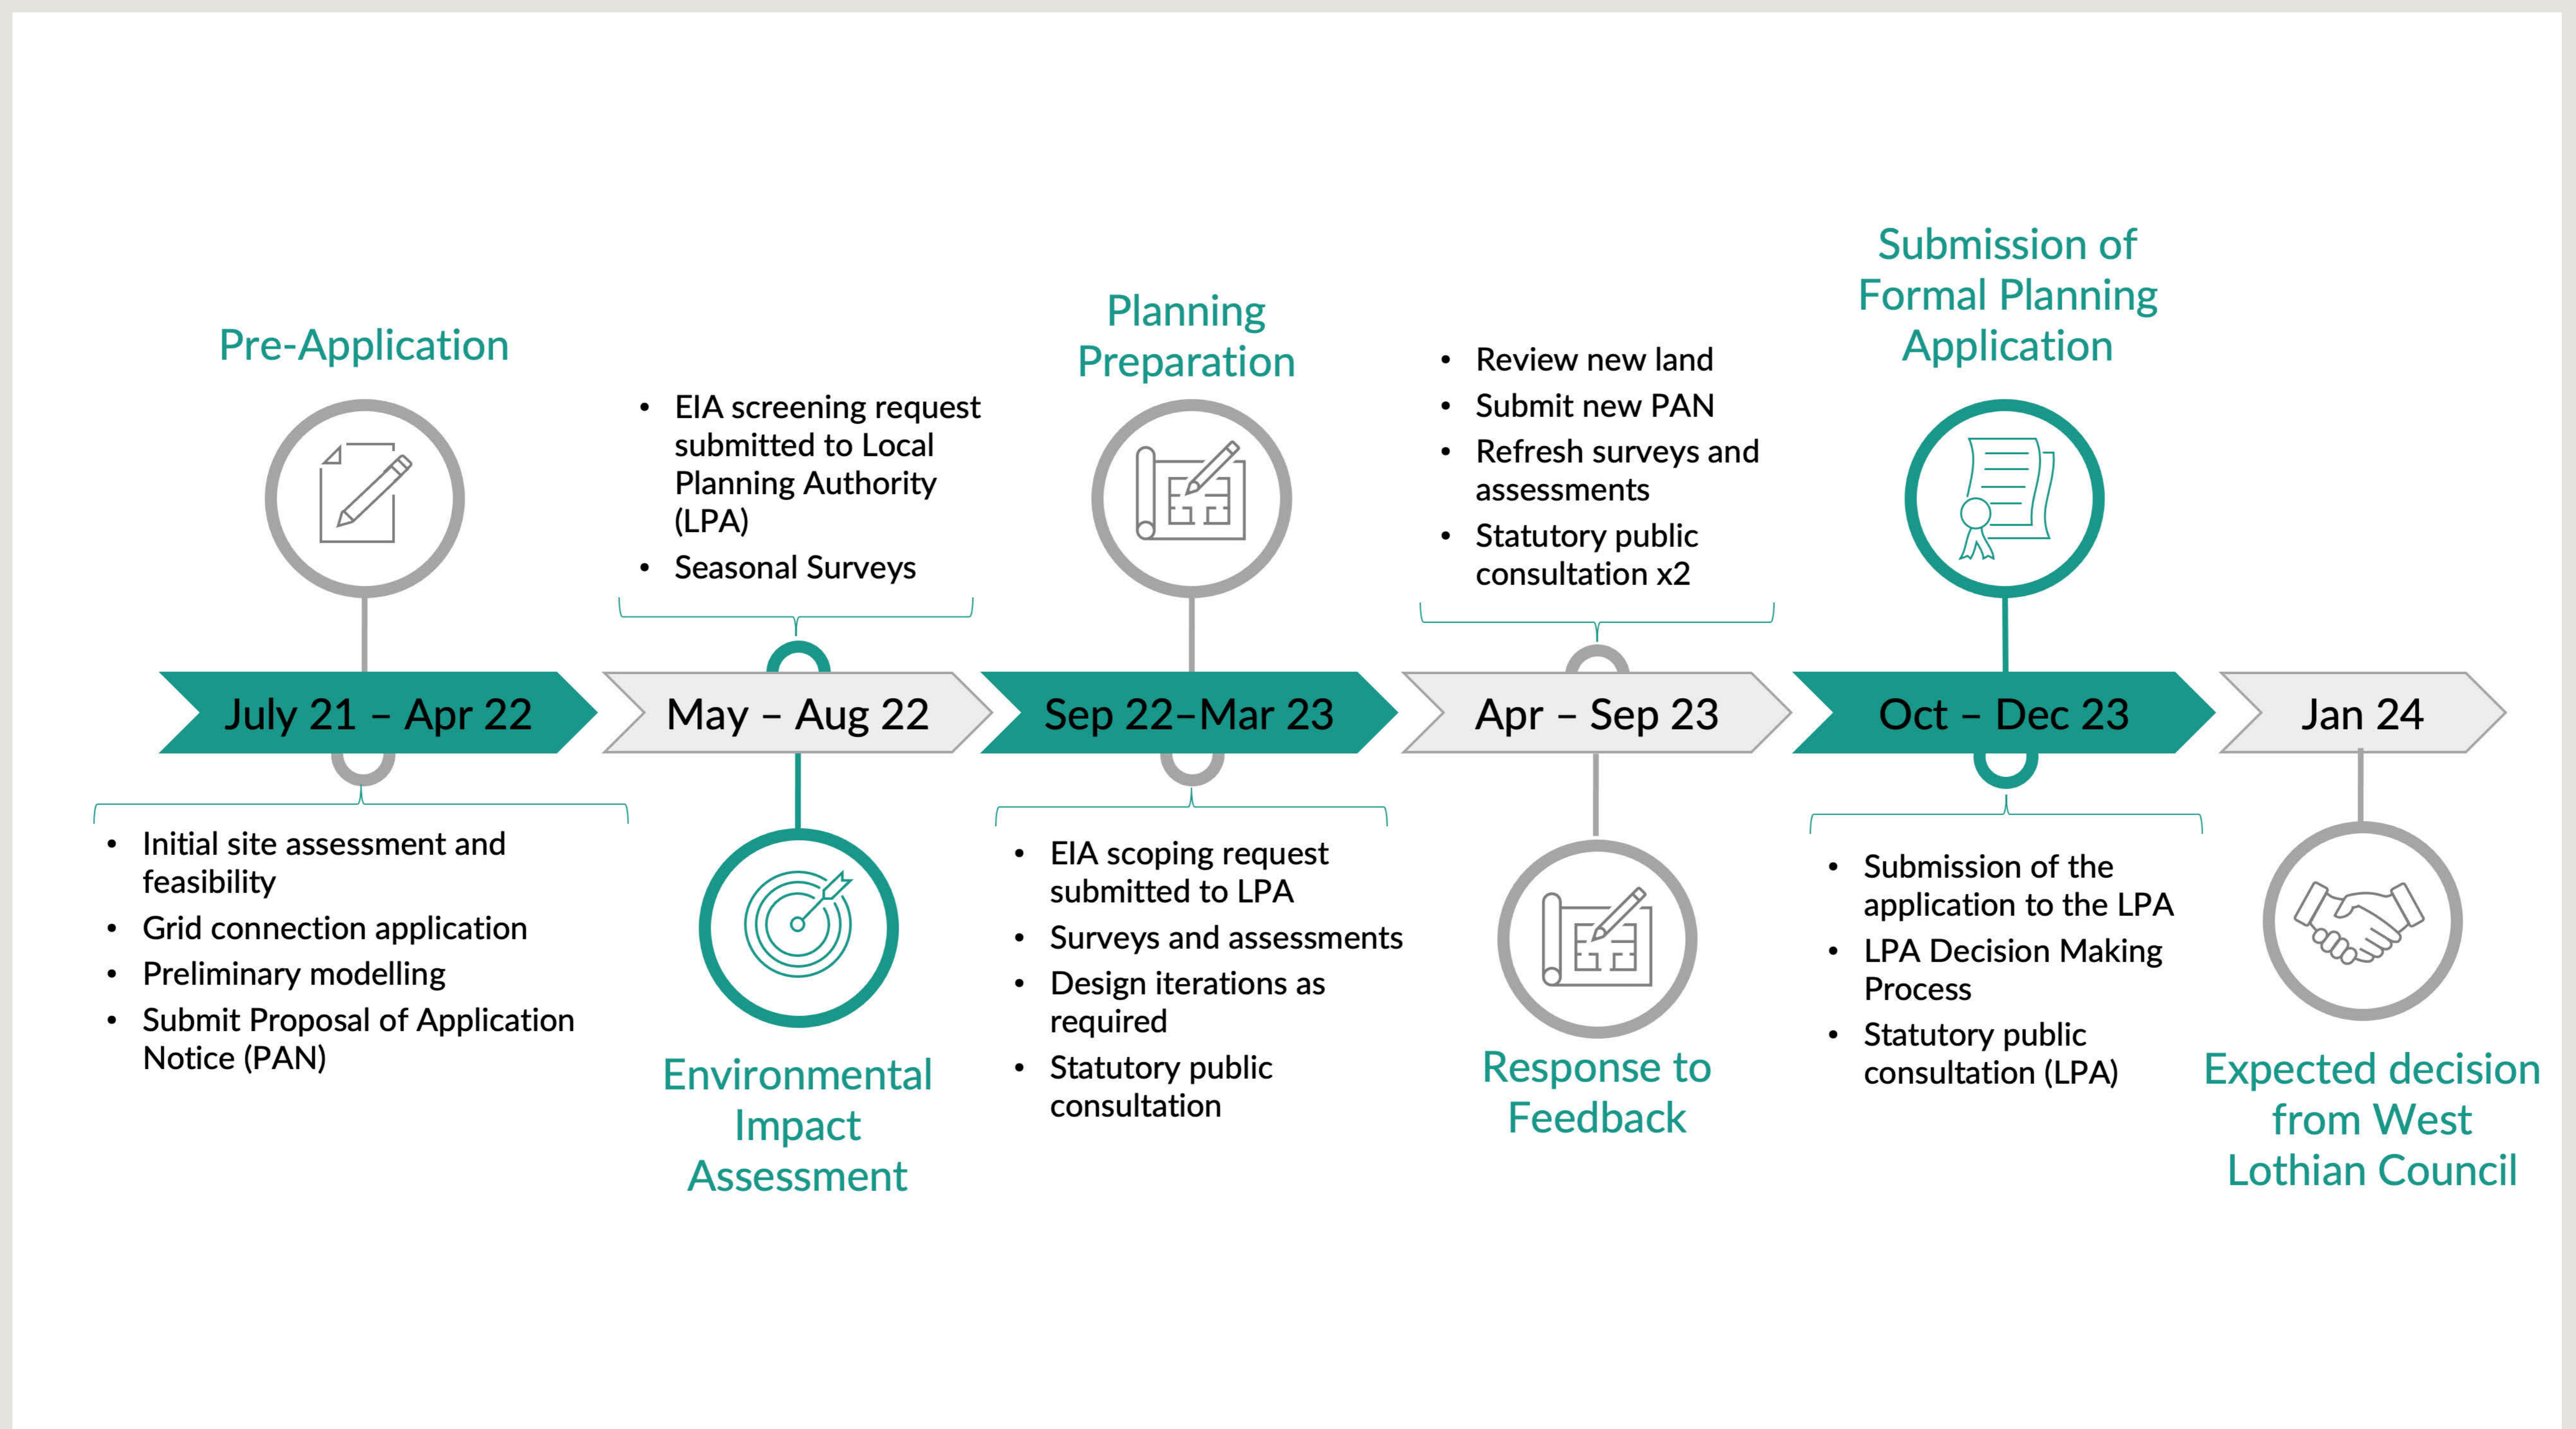 Pre-Application
July 21 – Apr 22
• Initial site assessment and
feasibility
• Grid connection application
• Preliminary modelling
• Submit Proposal of Application
Notice (PAN)
• EIA screening request
submitted to Local
Planning Authority
(LPA)
• Seasonal Surveys
May – Aug 22
Environmental
Impact
Assessment
Planning
Preparation
Sep 22–Mar 23
• EIA scoping request
submitted to LPA
• Surveys and assessments
• Design iterations as
required
• Statutory public
consultation
• Review new land
• Submit new PAN
• Refresh surveys and
assessments
• Statutory public
consultation x2
Apr – Sep 23
Response to
Feedback
Submission of
Formal Planning
Application
Oct – Dec 23
• Submission of the
application to the LPA
• LPA Decision Making
Process
• Statutory public
consultation (LPA)
Jan 24
Expected decision
from West
Lothian Council